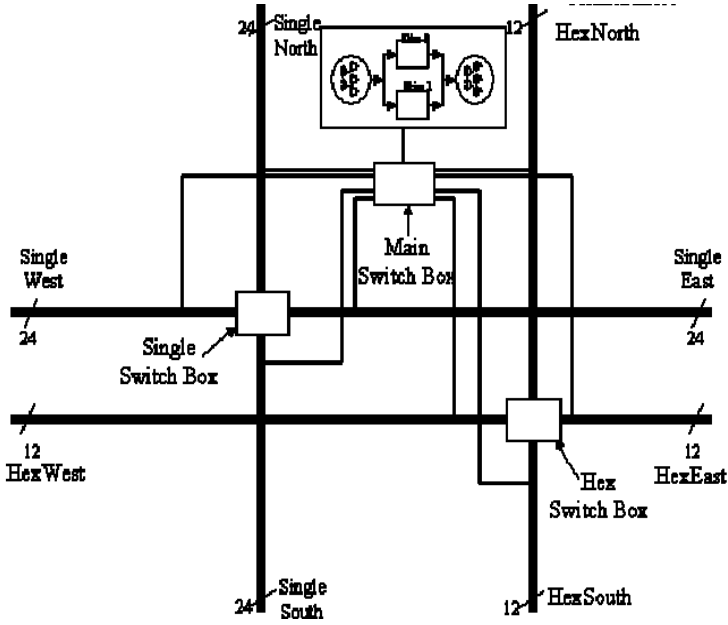 24
Single
North
12
HexNorth
Main
Switch Box
Single
West
24
Single
East
24
Single
Switch Box
12
HexWest
12
HexEast
Hex
Switch Box
24
Single
South
12
HexSouth